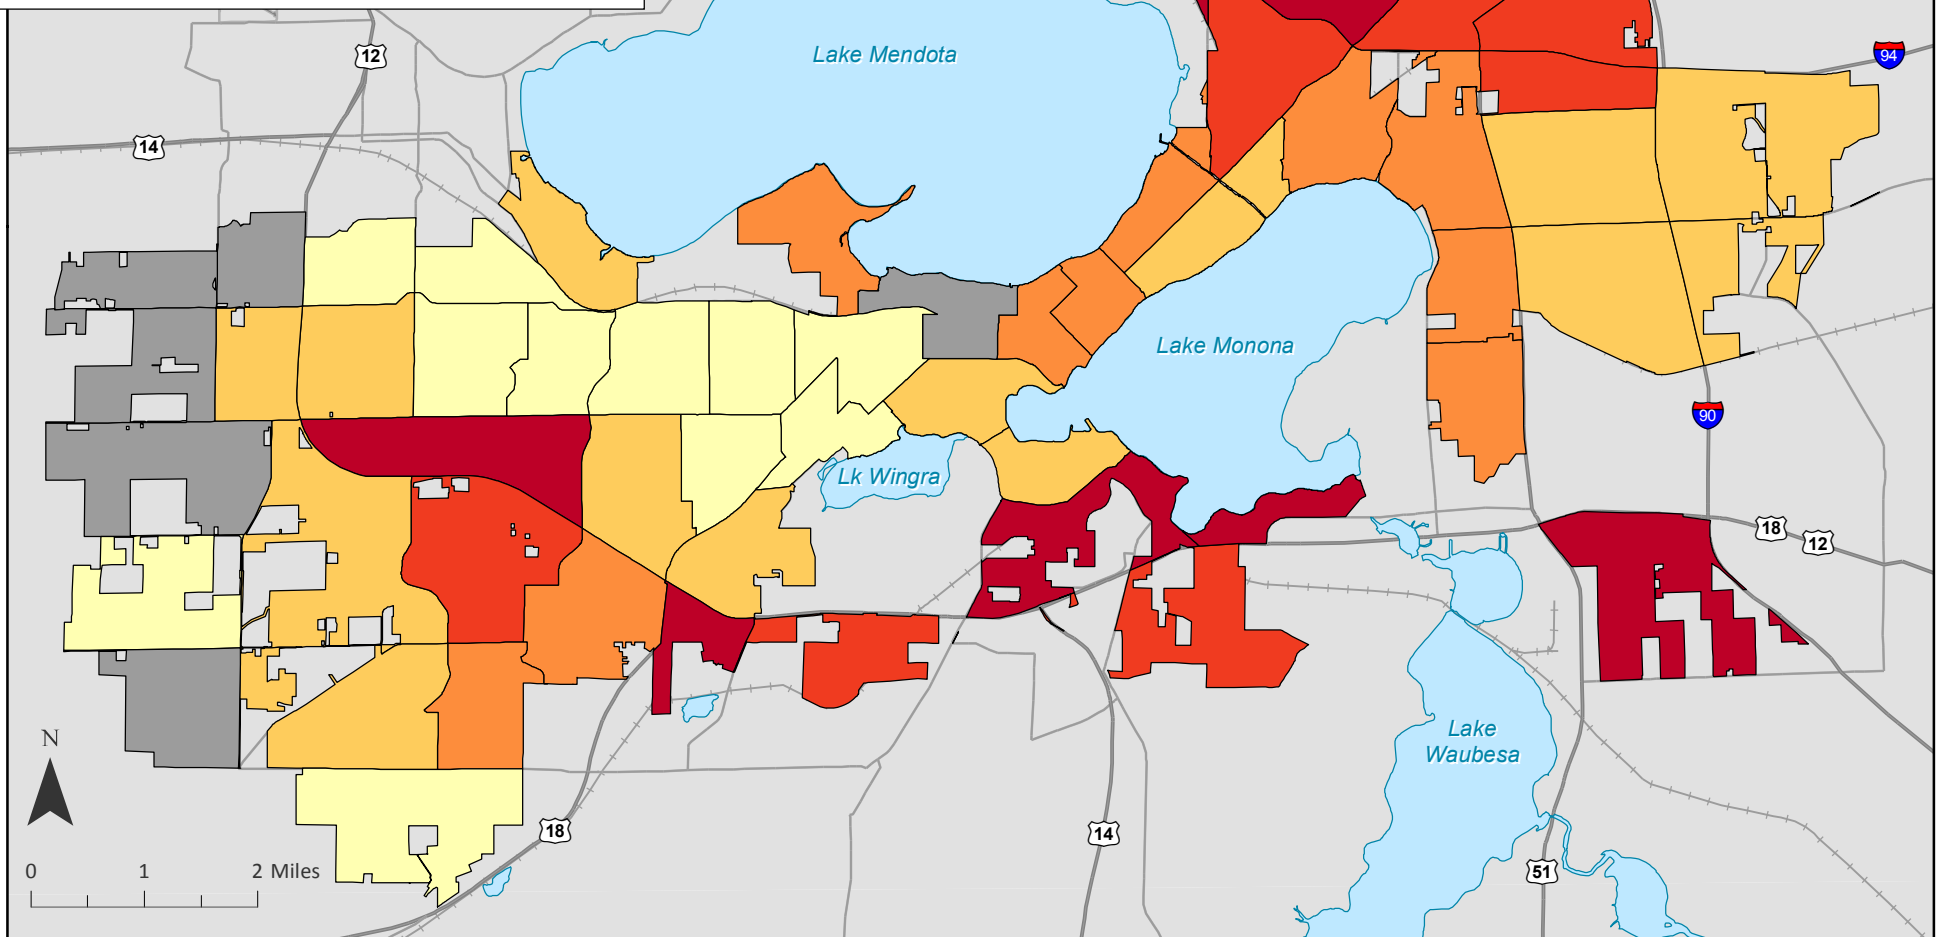 Lake Mendota
12
94
14
Lake Monona
90
Lk Wingra
18
12
Lake
Waubesa
N
18
14
0 1 2 Miles
51